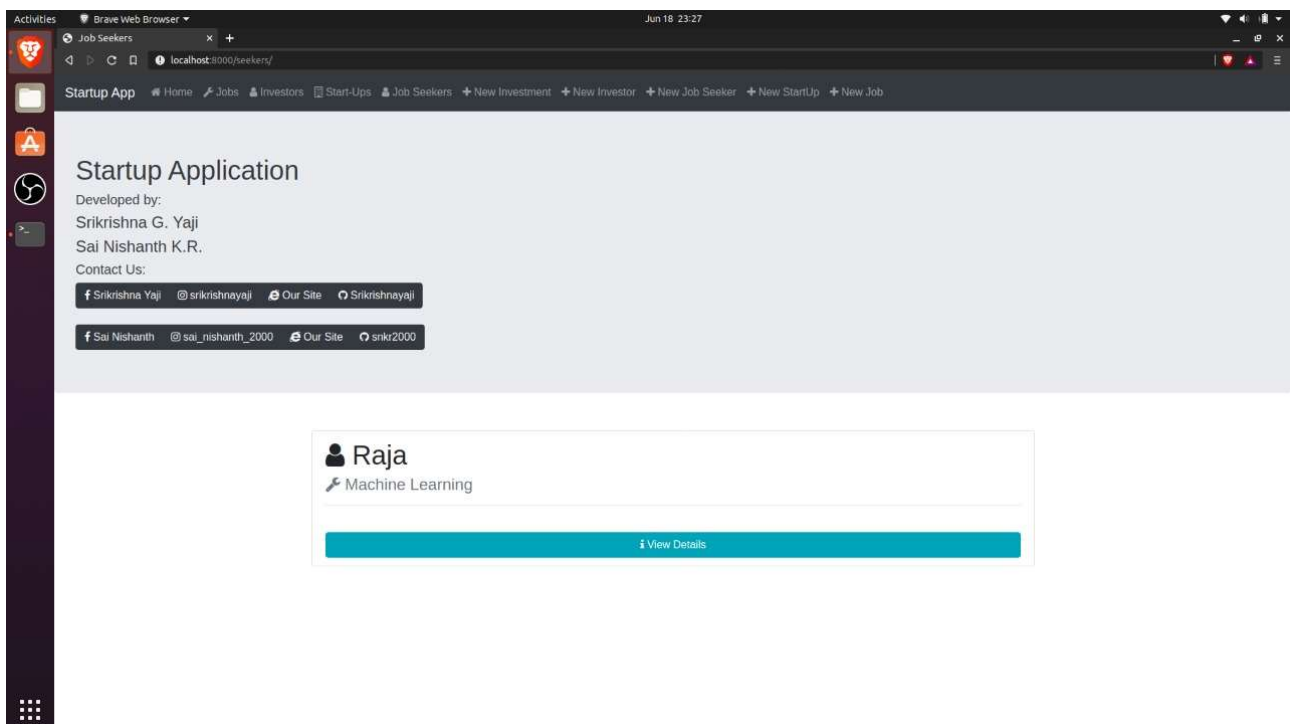 Activities Brave Web Browser Jun 18 23:27
Job Seekers
localhost:8000/seekers/
Startup App Home Jobs Investors Start-Ups Job Seekers New Investment New Investor New Job Seeker New StartUp New Job
Startup Application
Developed by:
Srikrishna G. Yaji
Sai Nishanth K.R.
Contact Us:
Srikrishna Yaji srikrishnayaji Our Site Srikrishnayaji
Sai Nishanth sai_nishanth_2000 Our Site snkr2000
Raja
Machine Learning
View Details